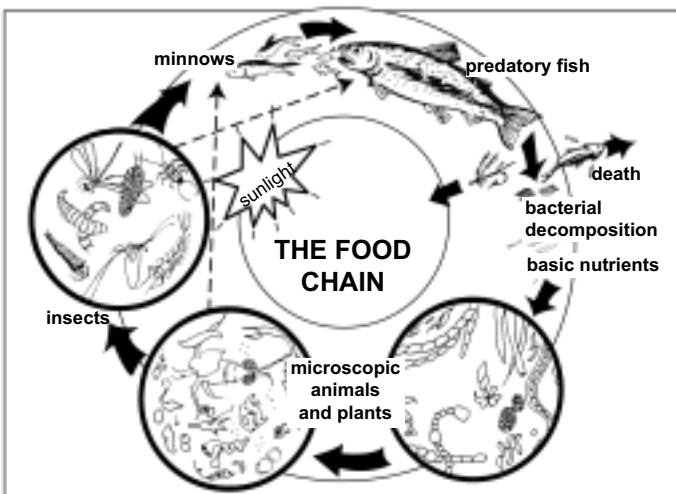 minnows
predatory fish
sunlight
death
bacterial
decomposition
basic nutrients
THE FOOD
CHAIN
insects
microscopic
animals
and plants